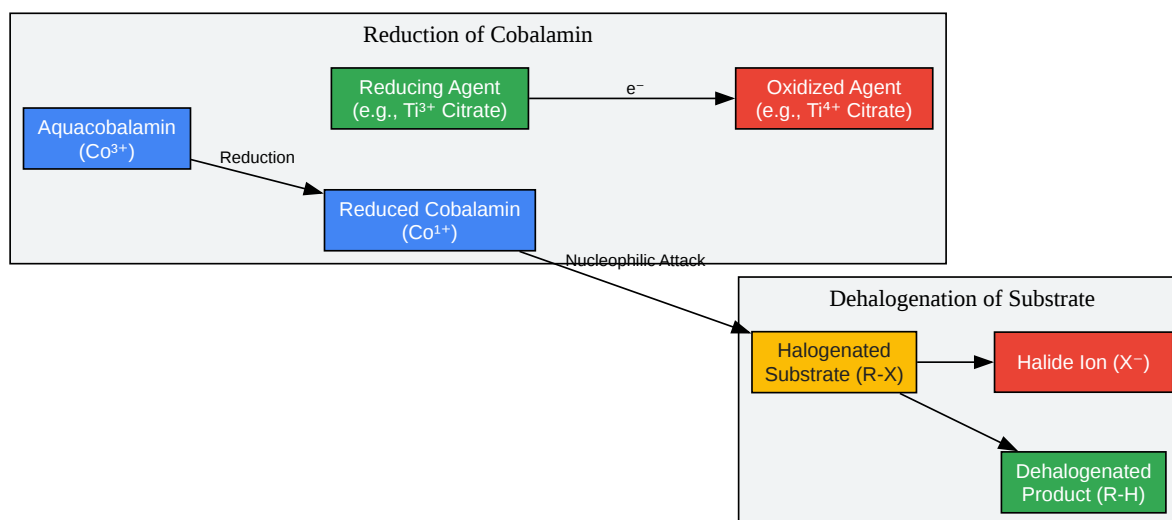 Reduction of Cobalamin
Reducing Agent
(e.g., Ti³⁺ Citrate)
e⁻
Oxidized Agent
(e.g., Ti⁴⁺ Citrate)
Aquacobalamin
(Co³⁺)
Reduction
Reduced Cobalamin
(Co¹⁺)
Nucleophilic Attack
Dehalogenation of Substrate
Halogenated
Substrate (R-X)
Halide Ion (X⁻)
Dehalogenated
Product (R-H)